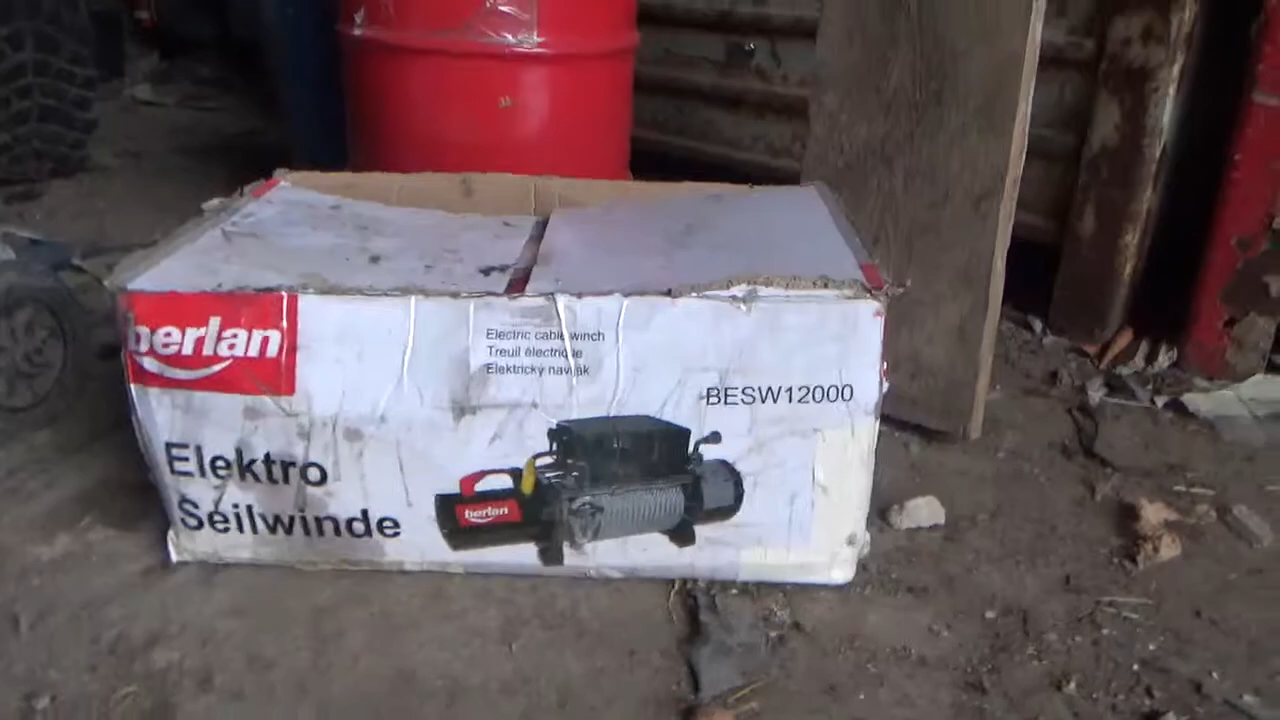 berlan
Electric cable winch
Treuil électrique
Elektrický naviják
BESW12000
Elektro
Seilwinde
berlan